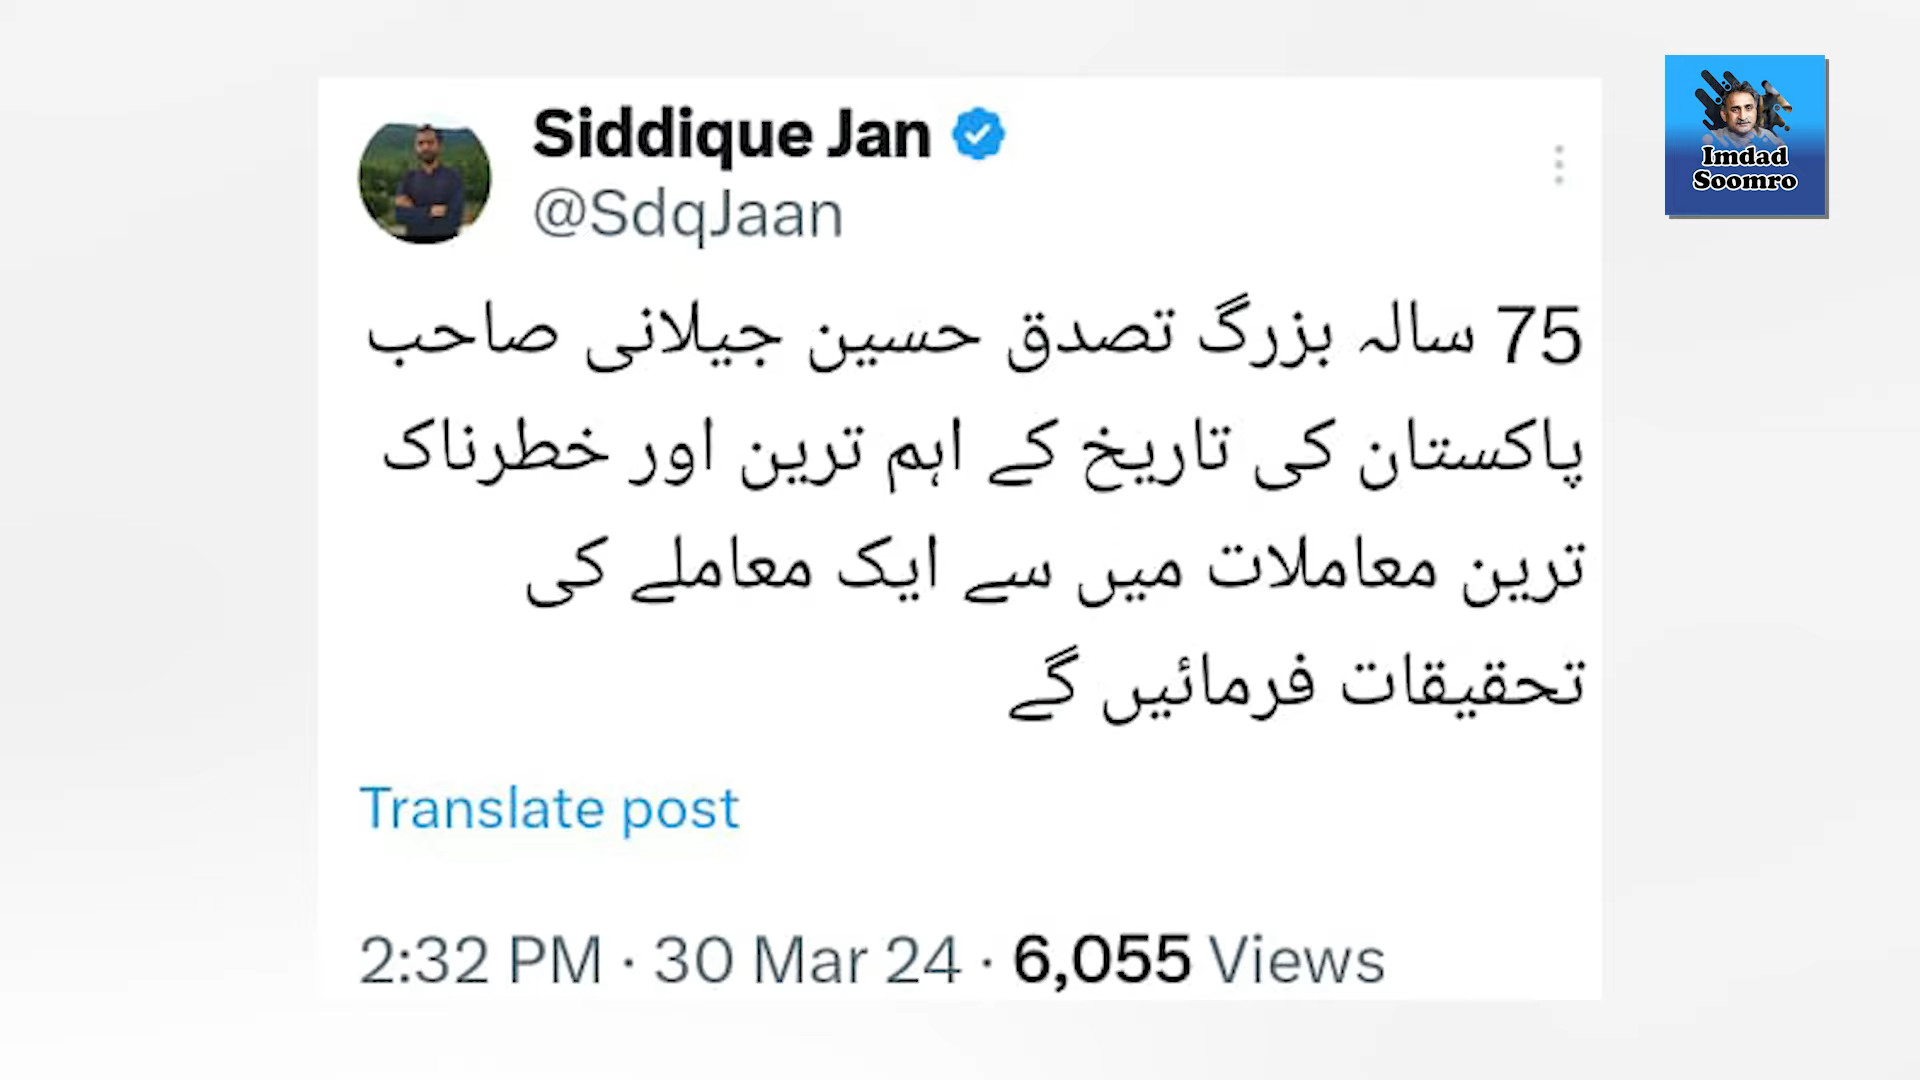 Siddique Jan
@SdqJaan
75 سالہ بزرگ تصدق حسین جیلانی صاحب
پاکستان کی تاریخ کے اہم ترین اور خطرناک
ترین معاملات میں سے ایک معاملے کی
تحقیقات فرمائیں گے
Translate post
2:32 PM · 30 Mar 24 · 6,055 Views
Imdad
Soomro